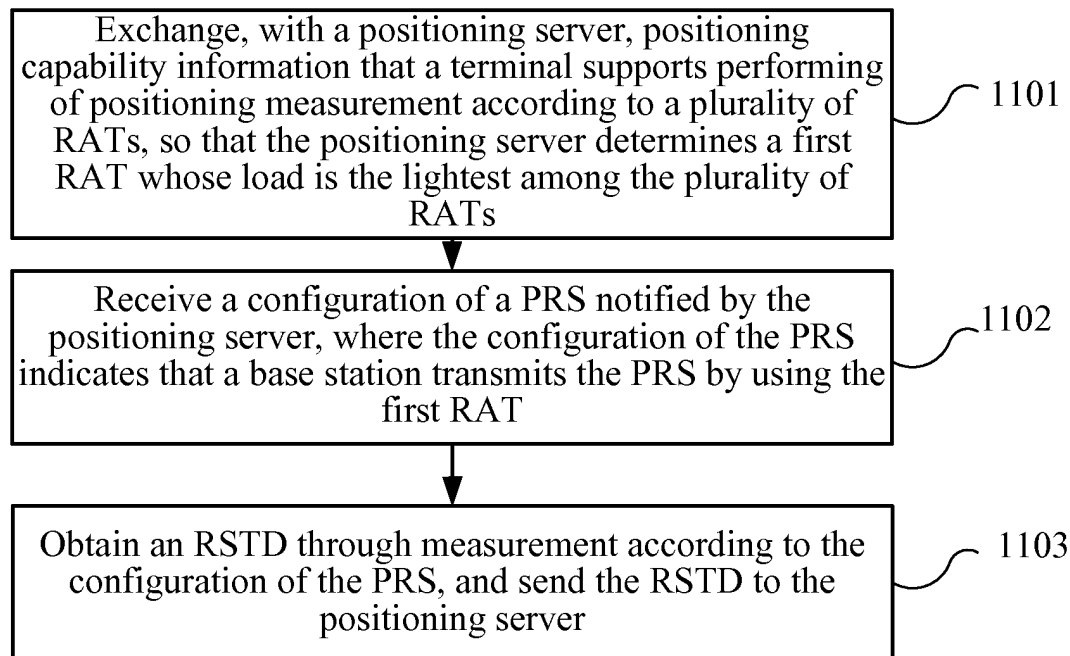 Exchange, with a positioning server, positioning
capability information that a terminal supports performing
of positioning measurement according to a plurality of
RATs, so that the positioning server determines a first
RAT whose load is the lightest among the plurality of
RATs
1101
Receive a configuration of a PRS notified by the
positioning server, where the configuration of the PRS
indicates that a base station transmits the PRS by using the
first RAT
1102
Obtain an RSTD through measurement according to the
configuration of the PRS, and send the RSTD to the
positioning server
1103